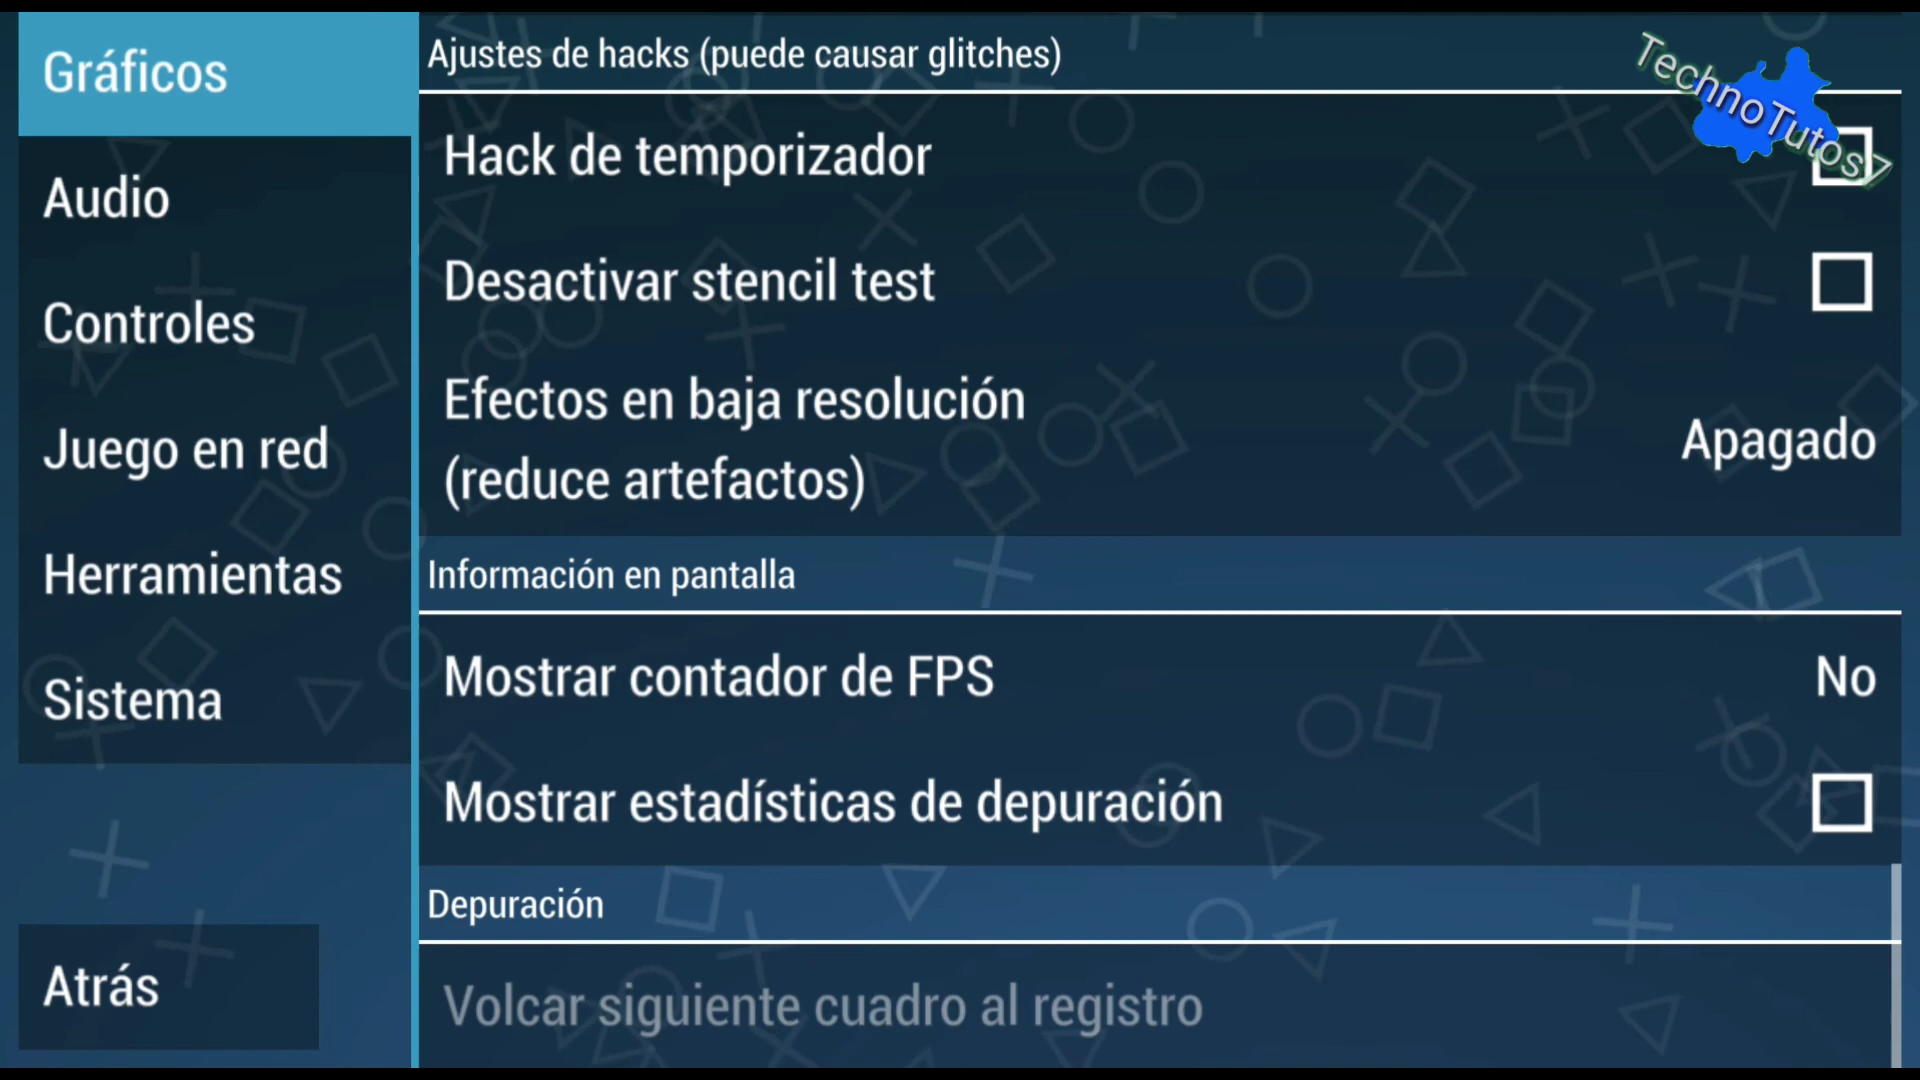 Gráficos
Audio
Controles
Juego en red
Herramientas
Sistema
Atrás
Ajustes de hacks (puede causar glitches)
TechnoTutos7
Hack de temporizador
Desactivar stencil test
Efectos en baja resolución
(reduce artefactos)
Apagado
Información en pantalla
Mostrar contador de FPS
No
Mostrar estadísticas de depuración
Depuración
Volcar siguiente cuadro al registro